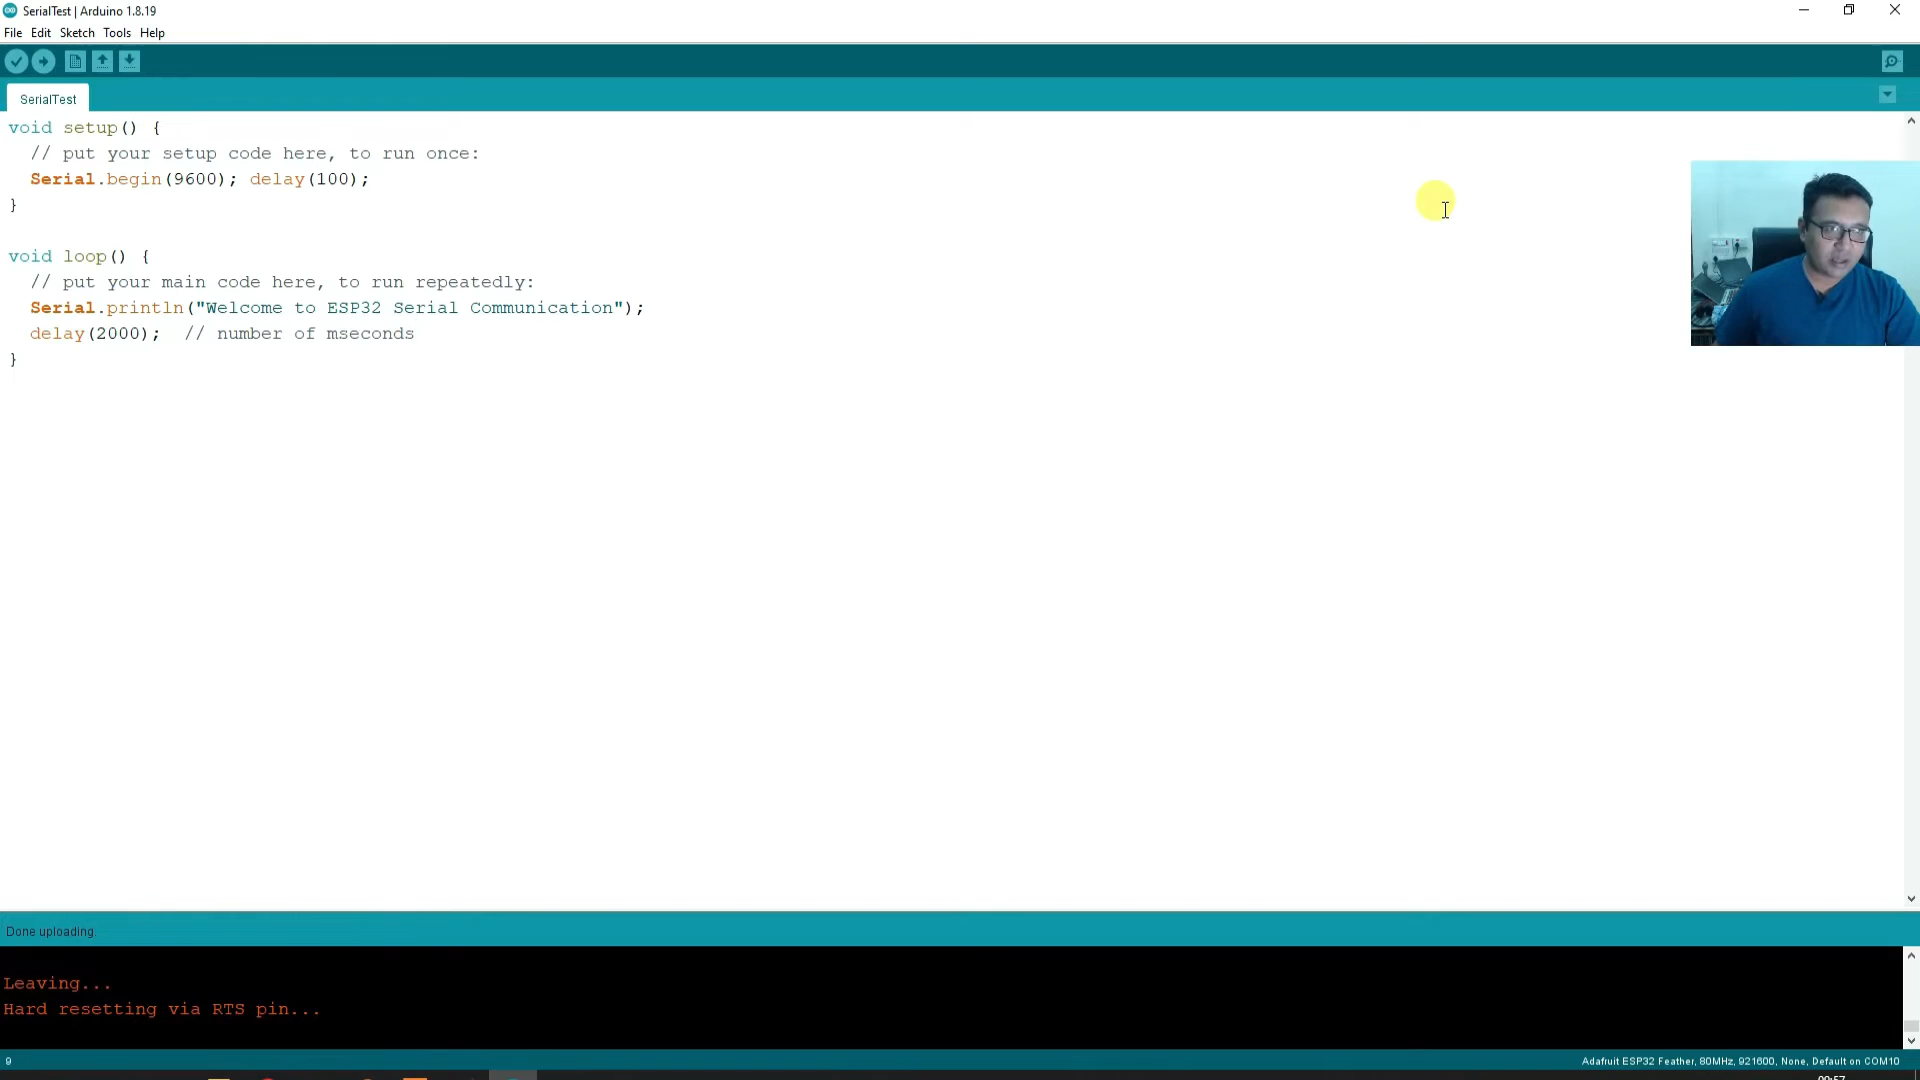 SerialTest | Arduino 1.8.19
File Edit Sketch Tools Help
SerialTest
void setup() {
  // put your setup code here, to run once:
  Serial.begin(9600); delay(100);
}
void loop() {
  // put your main code here, to run repeatedly:
  Serial.println("Welcome to ESP32 Serial Communication");
  delay(2000);  // number of mseconds
}
Done uploading.
Leaving...
Hard resetting via RTS pin...
9
Adafruit ESP32 Feather, 80MHz, 921600, None, Default on COM10